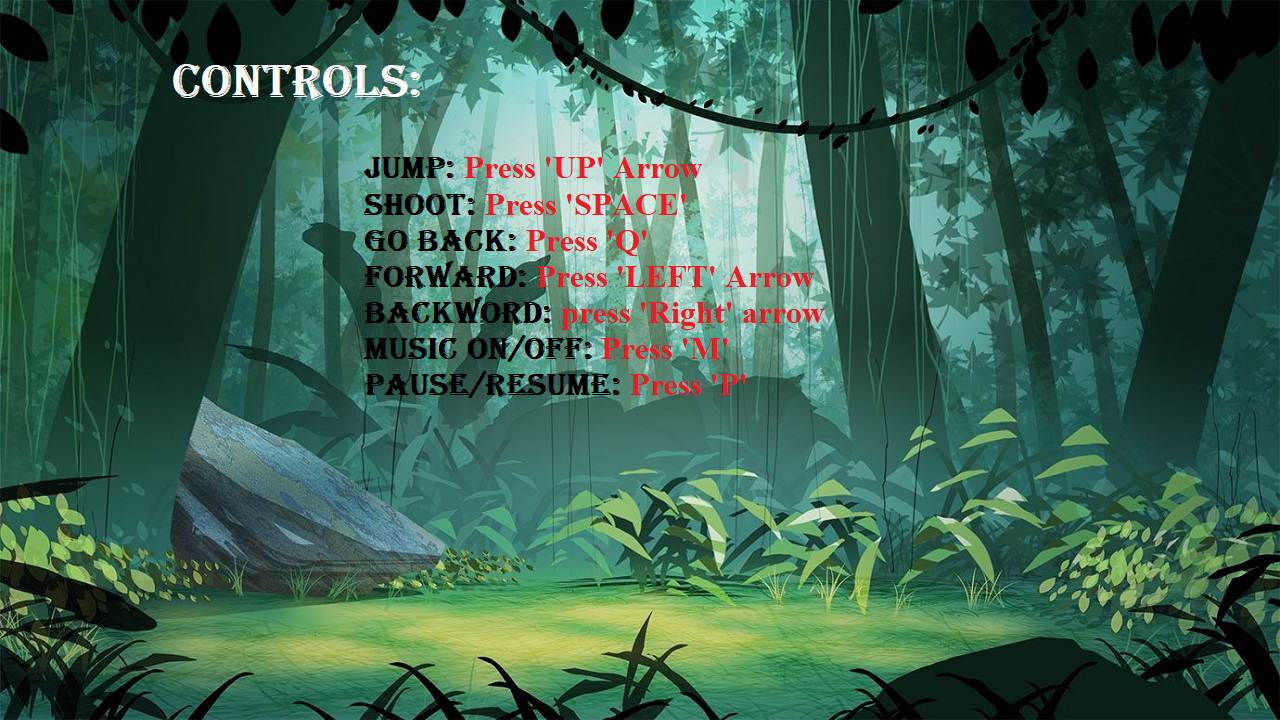 CONTROLS:
JUMP: Press 'UP' Arrow
SHOOT: Press 'SPACE'
GO BACK: Press 'Q'
FORWARD: Press 'LEFT' Arrow
BACKWORD: press 'Right' arrow
MUSIC ON/OFF: Press 'M'
PAUSE/RESUME: Press 'P'